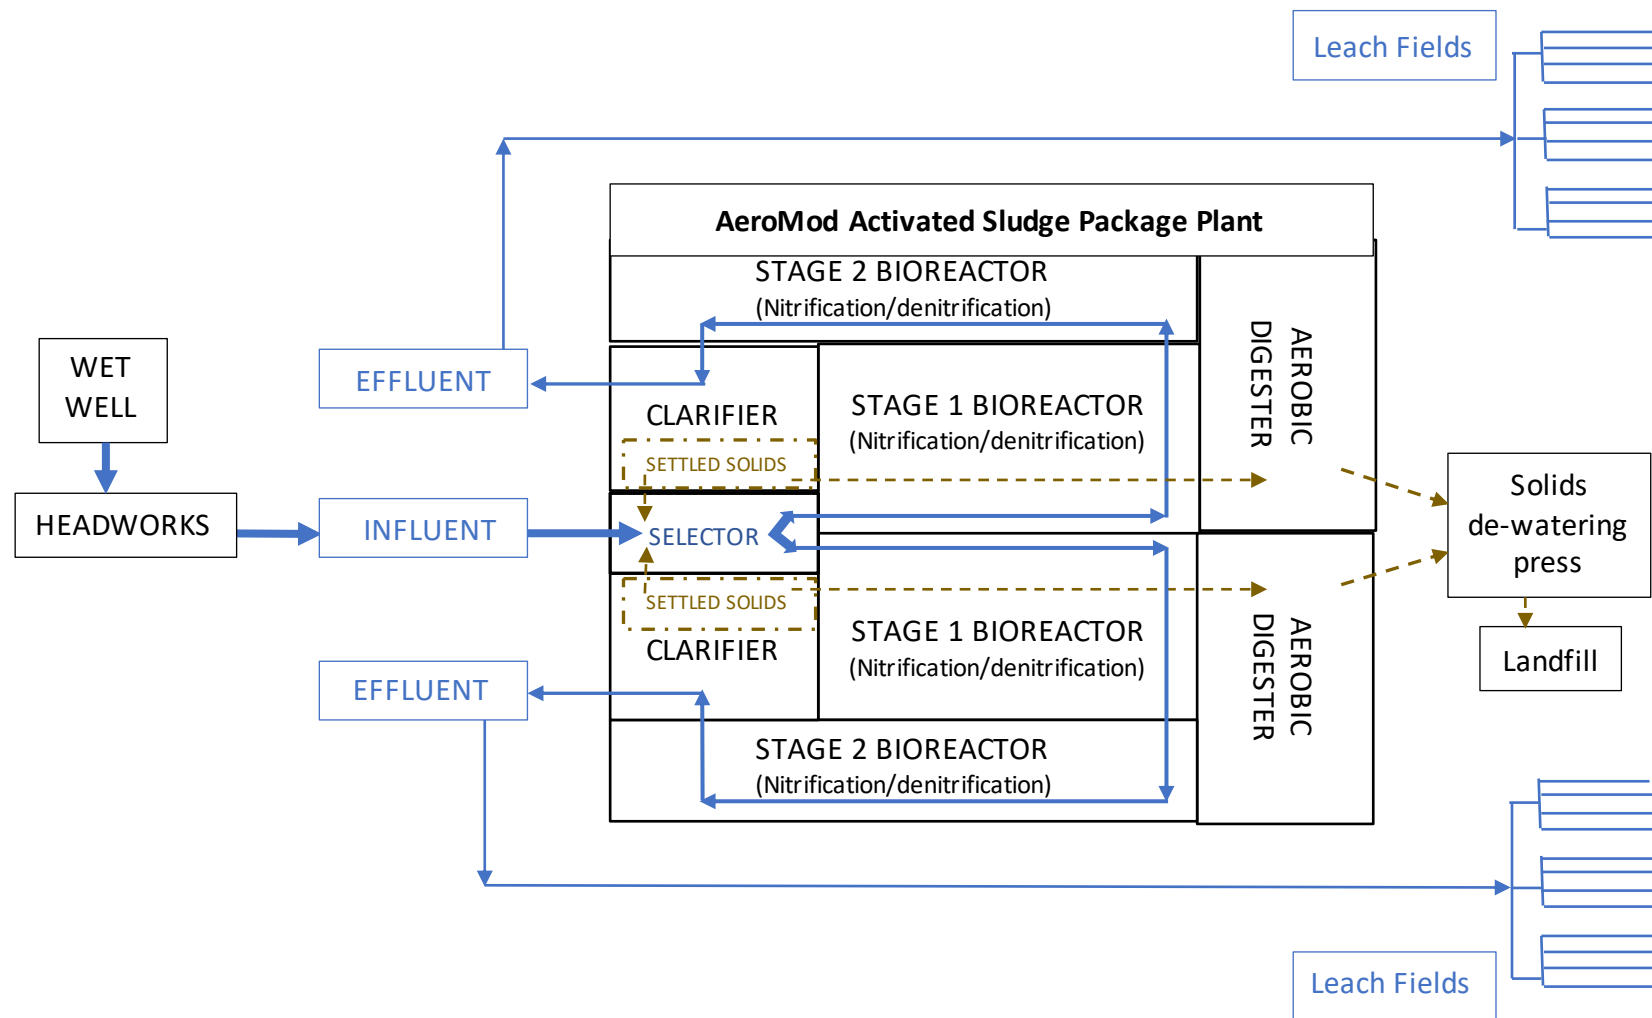 Leach Fields
AeroMod Activated Sludge Package Plant
STAGE 2 BIOREACTOR
(Nitrification/denitrification)
WET
WELL
EFFLUENT
CLARIFIER
SETTLED SOLIDS
STAGE 1 BIOREACTOR
(Nitrification/denitrification)
AEROBIC
DIGESTER
HEADWORKS
INFLUENT
SELECTOR
Solids
de-watering
press
SETTLED SOLIDS
CLARIFIER
STAGE 1 BIOREACTOR
(Nitrification/denitrification)
AEROBIC
DIGESTER
Landfill
EFFLUENT
STAGE 2 BIOREACTOR
(Nitrification/denitrification)
Leach Fields